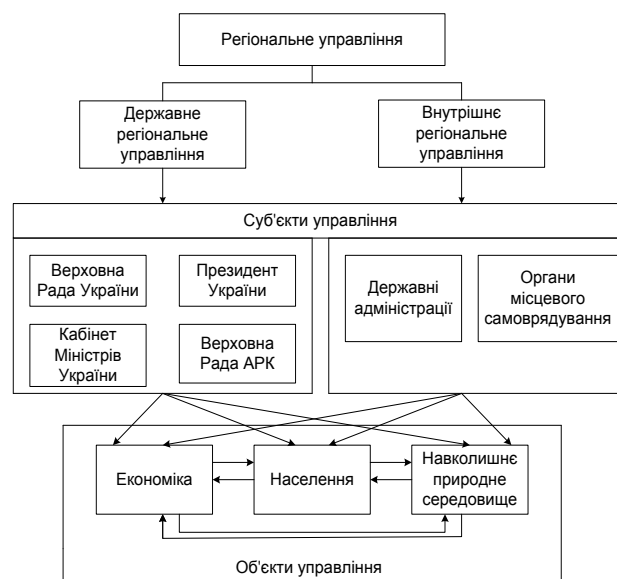 Регіональне управління
Державне
регіональне
управління
Внутрішнє
регіональне
управління
Суб'єкти управління
Верховна
Рада України
Президент
України
Кабінет
Міністрів
України
Верховна
Рада АРК
Державні
адміністрації
Органи
місцевого
самоврядування
Економіка
Населення
Навколишнє
природне
середовище
Об'єкти управління